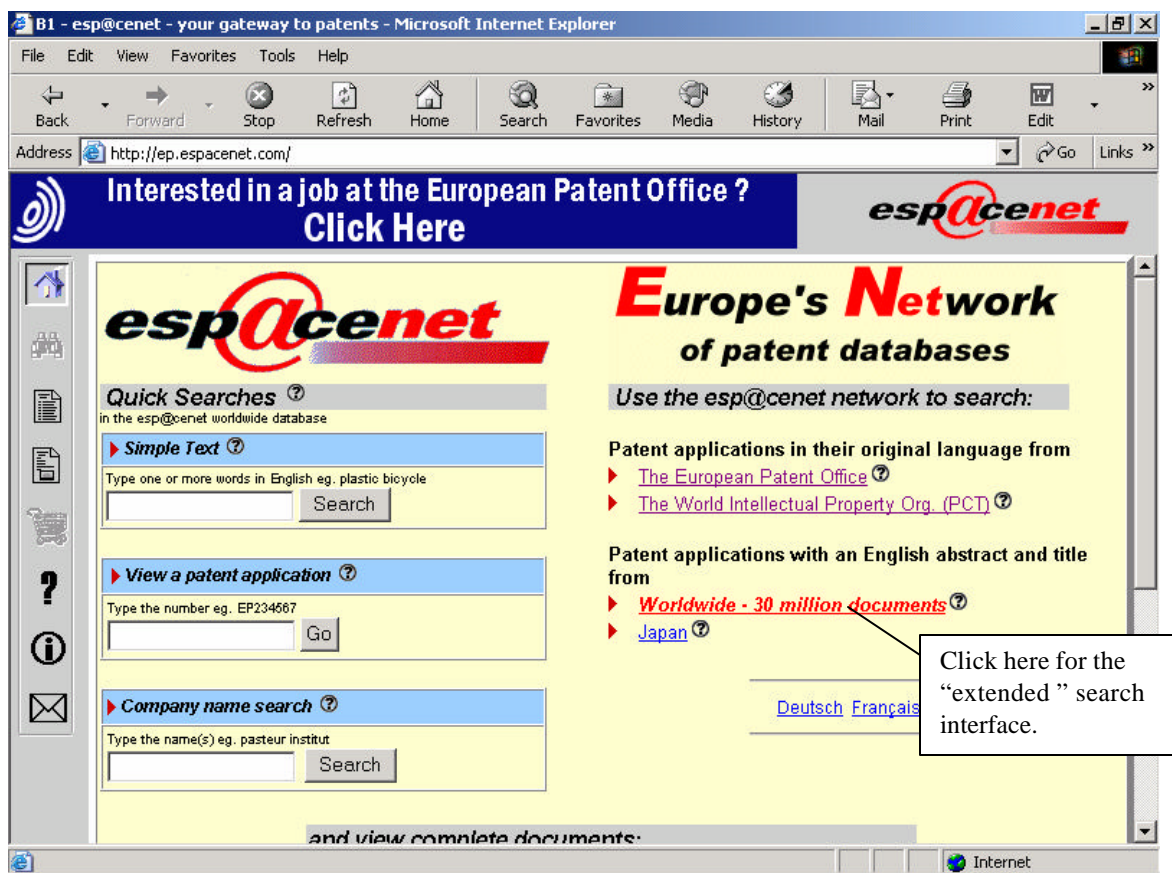 B1 - esp@cenet - your gateway to patents - Microsoft Internet Explorer
File Edit View Favorites Tools Help
Back Forward Stop Refresh Home Search Favorites Media History Mail Print Edit »
Address http://ep.espacenet.com/ Go Links »
Interested in a job at the European Patent Office ?
Click Here
esp@cenet
esp@cenet
Europe's Network
of patent databases
Quick Searches ?
in the esp@cenet worldwide database
Simple Text ?
Type one or more words in English eg. plastic bicycle
Search
View a patent application ?
Type the number eg. EP234567
Go
Company name search ?
Type the name(s) eg. pasteur institut
Search
Use the esp@cenet network to search:
Patent applications in their original language from
The European Patent Office ?
The World Intellectual Property Org. (PCT) ?
Patent applications with an English abstract and title
from
Worldwide - 30 million documents ?
Japan ?
Click here for the
“extended ” search
interface.
Deutsch Français
and view complete documents:
Internet